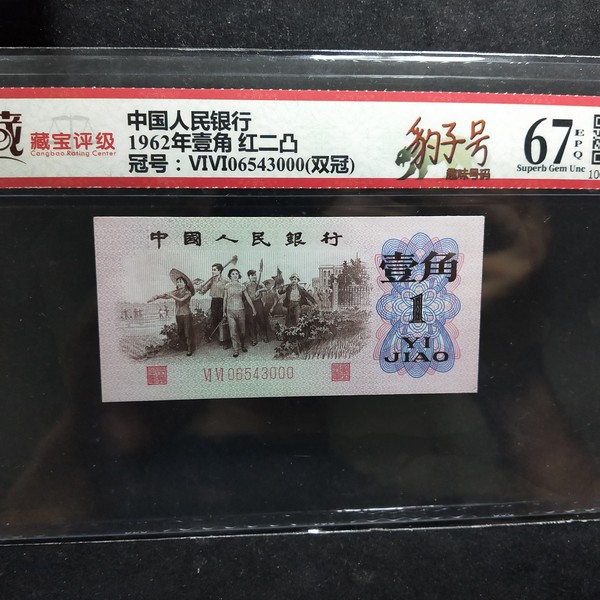 藏
藏宝评级
Cangbao Rating Center
中国人民银行
1962年壹角 红二凸
冠号：VIVI06543000(双冠)
豹子号
趣味号码
67 EPQ
Superb Gem Unc
10
中國人民銀行
壹角
1
YI
JIAO
VI VI 06543000